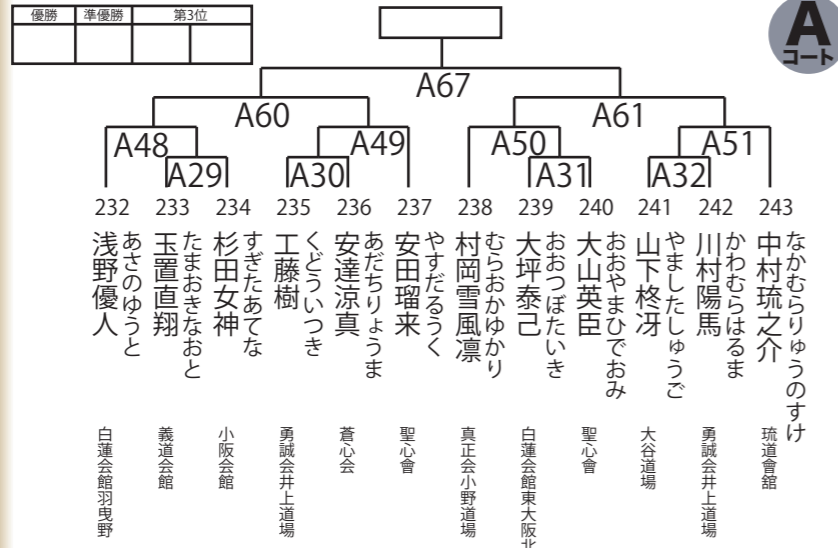 優勝 準優勝 第3位
A
コート
A67
A60 A61
A48 A49 A50 A51
A29 A30 A31 A32
232 233 234 235 236 237 238 239 240 241 242 243
浅野優人 あさのゆうと
玉置直翔 たまおきなおと
杉田女神 すぎたあてな
工藤樹 くどういつき
安達涼真 あだちりょうま
安田瑠来 やすだるうく
村岡雪風凛 むらおかゆかり
大坪泰己 おおつぼたいき
大山英臣 おおやまひでおみ
山下柊冴 やましたしゅうご
川村陽馬 かわむらはるま
中村琉之介 なかむらりゅうのすけ
白蓮会館羽曳野
義道会館
小阪会館
勇誠会井上道場
蒼心会
聖心會
真正会小野道場
白蓮会館東大阪北
聖心會
大谷道場
勇誠会井上道場
琉道會舘